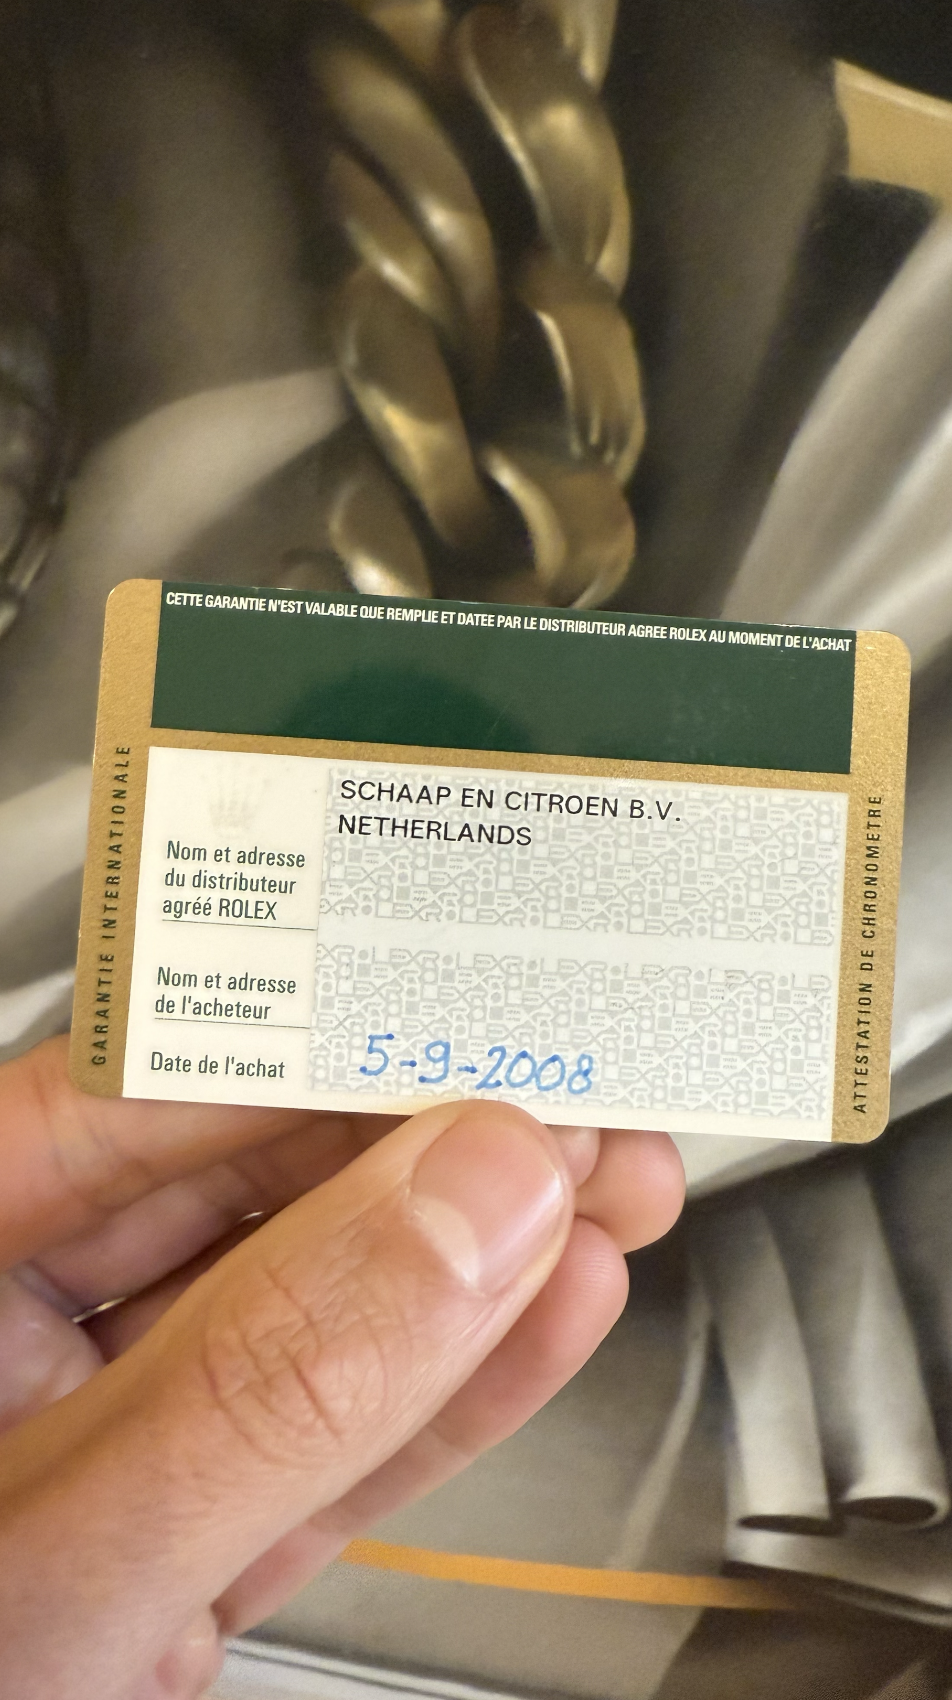 CETTE GARANTIE N'EST VALABLE QUE REMPLIE ET DATEE PAR LE DISTRIBUTEUR AGREE ROLEX AU MOMENT DE L'ACHAT
GARANTIE INTERNATIONALE
SCHAAP EN CITROEN B.V.
NETHERLANDS
Nom et adresse
du distributeur
agréé ROLEX
Nom et adresse
de l'acheteur
Date de l'achat
5-9-2008
ATTESTATION DE CHRONOMETRE